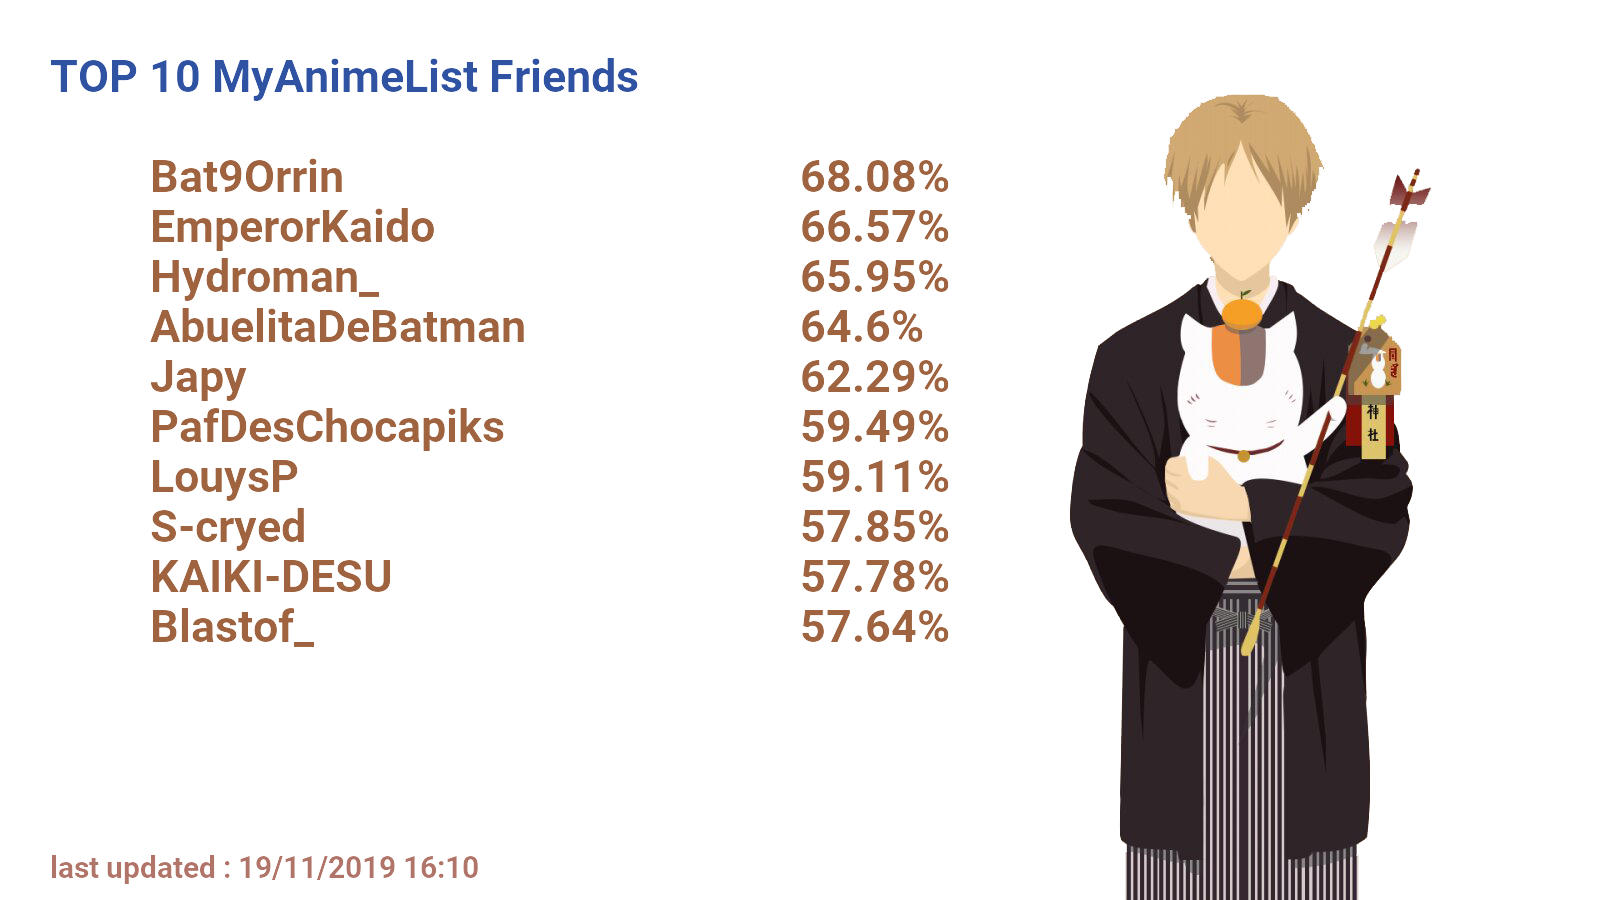 TOP 10 MyAnimeList Friends
Bat9Orrin 68.08%
EmperorKaido 66.57%
Hydroman_ 65.95%
AbuelitaDeBatman 64.6%
Japy 62.29%
PafDesChocapiks 59.49%
LouysP 59.11%
S-cryed 57.85%
KAIKI-DESU 57.78%
Blastof_ 57.64%
神社
last updated : 19/11/2019 16:10